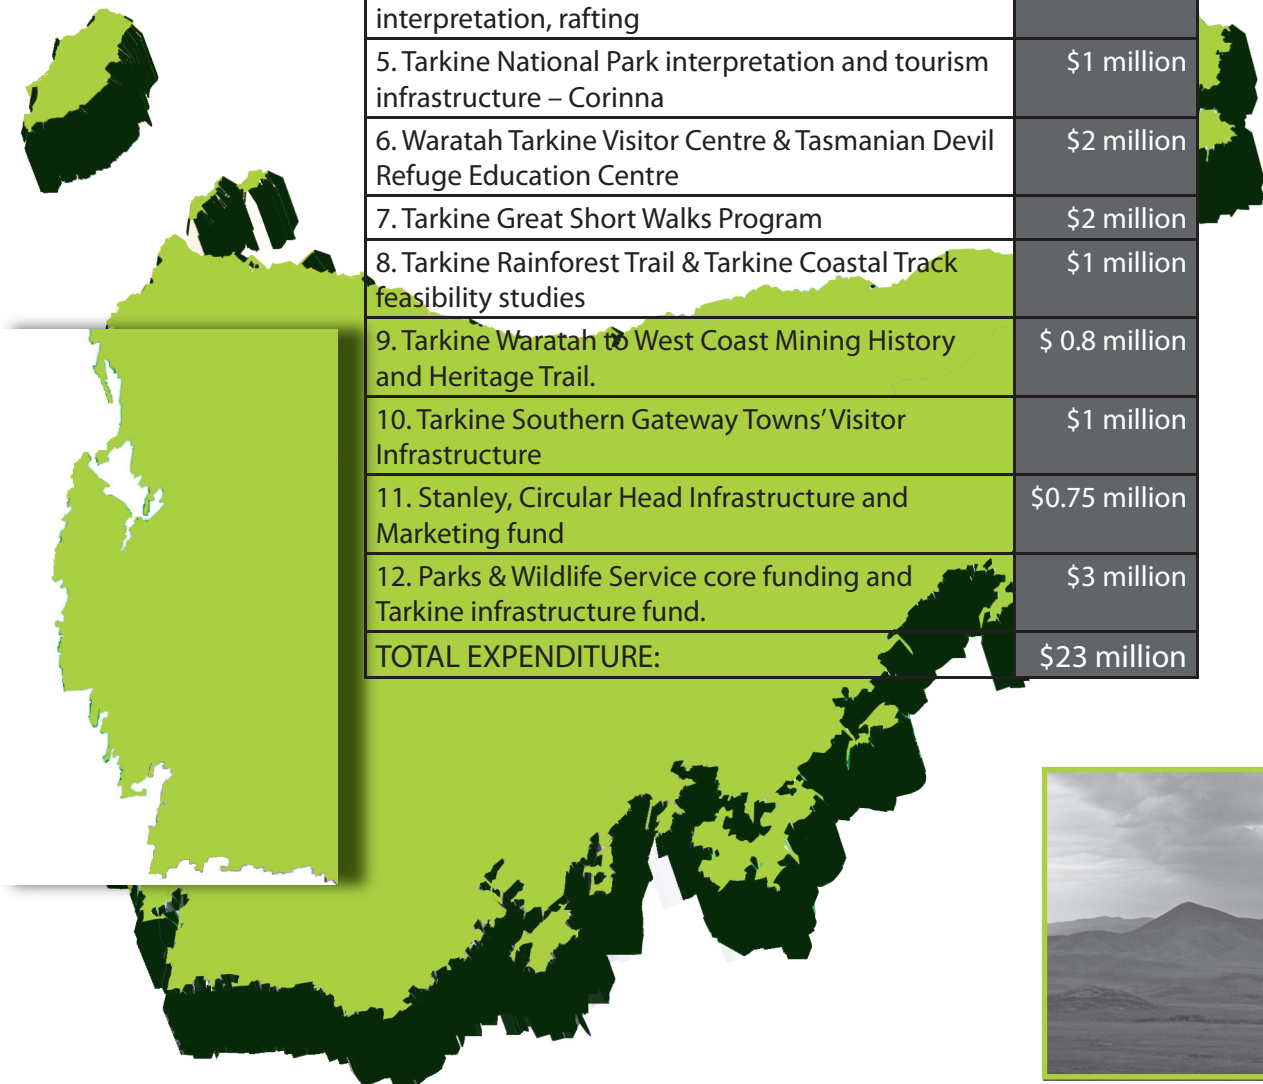 interpretation, rafting
5. Tarkine National Park interpretation and tourism
infrastructure – Corinna
$1 million
6. Waratah Tarkine Visitor Centre & Tasmanian Devil
Refuge Education Centre
$2 million
7. Tarkine Great Short Walks Program
$2 million
8. Tarkine Rainforest Trail & Tarkine Coastal Track
feasibility studies
$1 million
9. Tarkine Waratah to West Coast Mining History
and Heritage Trail.
$ 0.8 million
10. Tarkine Southern Gateway Towns' Visitor
Infrastructure
$1 million
11. Stanley, Circular Head Infrastructure and
Marketing fund
$0.75 million
12. Parks & Wildlife Service core funding and
Tarkine infrastructure fund.
$3 million
TOTAL EXPENDITURE:
$23 million